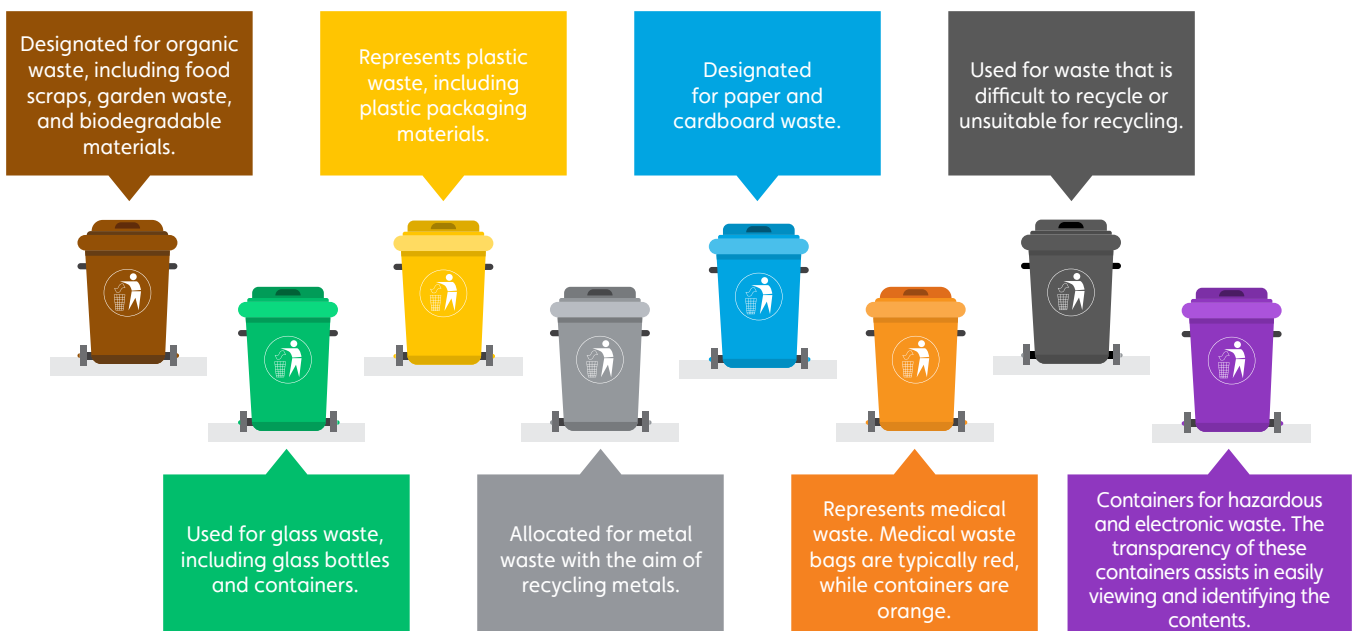 Designated for organic
waste, including food
scraps, garden waste,
and biodegradable
materials.
Represents plastic
waste, including
plastic packaging
materials.
Designated
for paper and
cardboard waste.
Used for waste that is
difficult to recycle or
unsuitable for recycling.
Used for glass waste,
including glass bottles
and containers.
Allocated for metal
waste with the aim of
recycling metals.
Represents medical
waste. Medical waste
bags are typically red,
while containers are
orange.
Containers for hazardous
and electronic waste. The
transparency of these
containers assists in easily
viewing and identifying the
contents.